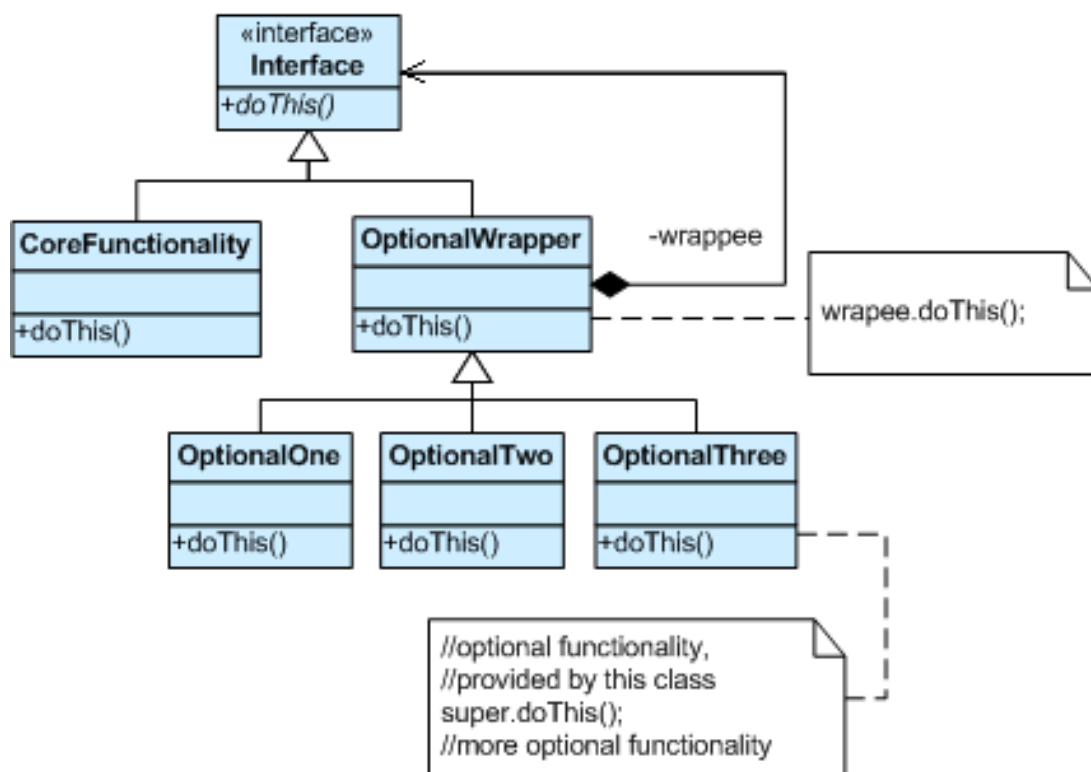 «interface»
Interface
+doThis()
CoreFunctionality
+doThis()
OptionalWrapper
+doThis()
-wrappee
wrapee.doThis();
OptionalOne
+doThis()
OptionalTwo
+doThis()
OptionalThree
+doThis()
//optional functionality,
//provided by this class
super.doThis();
//more optional functionality